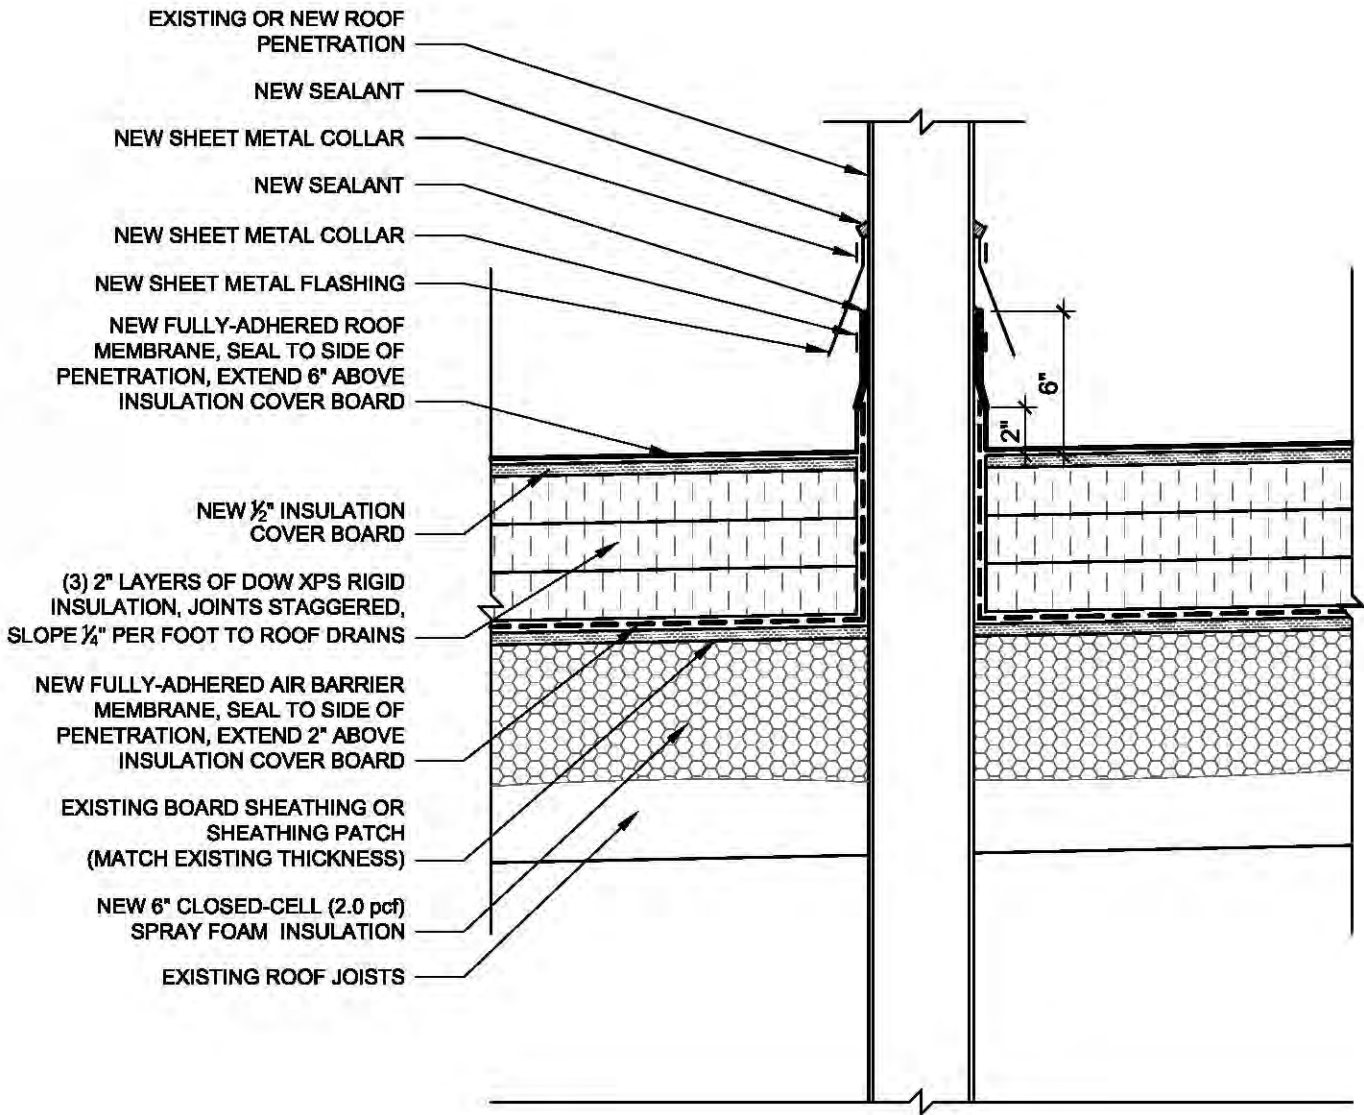 EXISTING OR NEW ROOF
PENETRATION
NEW SEALANT
NEW SHEET METAL COLLAR
NEW SEALANT
NEW SHEET METAL COLLAR
NEW SHEET METAL FLASHING
NEW FULLY-ADHERED ROOF
MEMBRANE, SEAL TO SIDE OF
PENETRATION, EXTEND 6" ABOVE
INSULATION COVER BOARD
6"
2"
NEW ½" INSULATION
COVER BOARD
(3) 2" LAYERS OF DOW XPS RIGID
INSULATION, JOINTS STAGGERED,
SLOPE ¼" PER FOOT TO ROOF DRAINS
NEW FULLY-ADHERED AIR BARRIER
MEMBRANE, SEAL TO SIDE OF
PENETRATION, EXTEND 2" ABOVE
INSULATION COVER BOARD
EXISTING BOARD SHEATHING OR
SHEATHING PATCH
(MATCH EXISTING THICKNESS)
NEW 6" CLOSED-CELL (2.0 pcf)
SPRAY FOAM INSULATION
EXISTING ROOF JOISTS